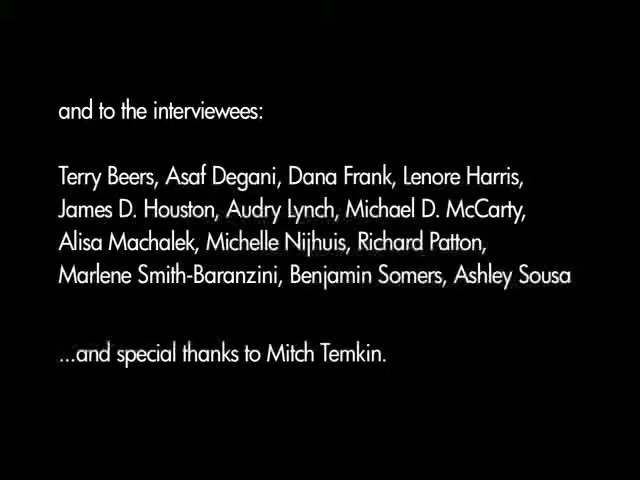 and to the interviewees:
Terry Beers, Asaf Degani, Dana Frank, Lenore Harris,
James D. Houston, Audry Lynch, Michael D. McCarty,
Alisa Machalek, Michelle Nijhuis, Richard Patton,
Marlene Smith-Baranzini, Benjamin Somers, Ashley Sousa
...and special thanks to Mitch Temkin.